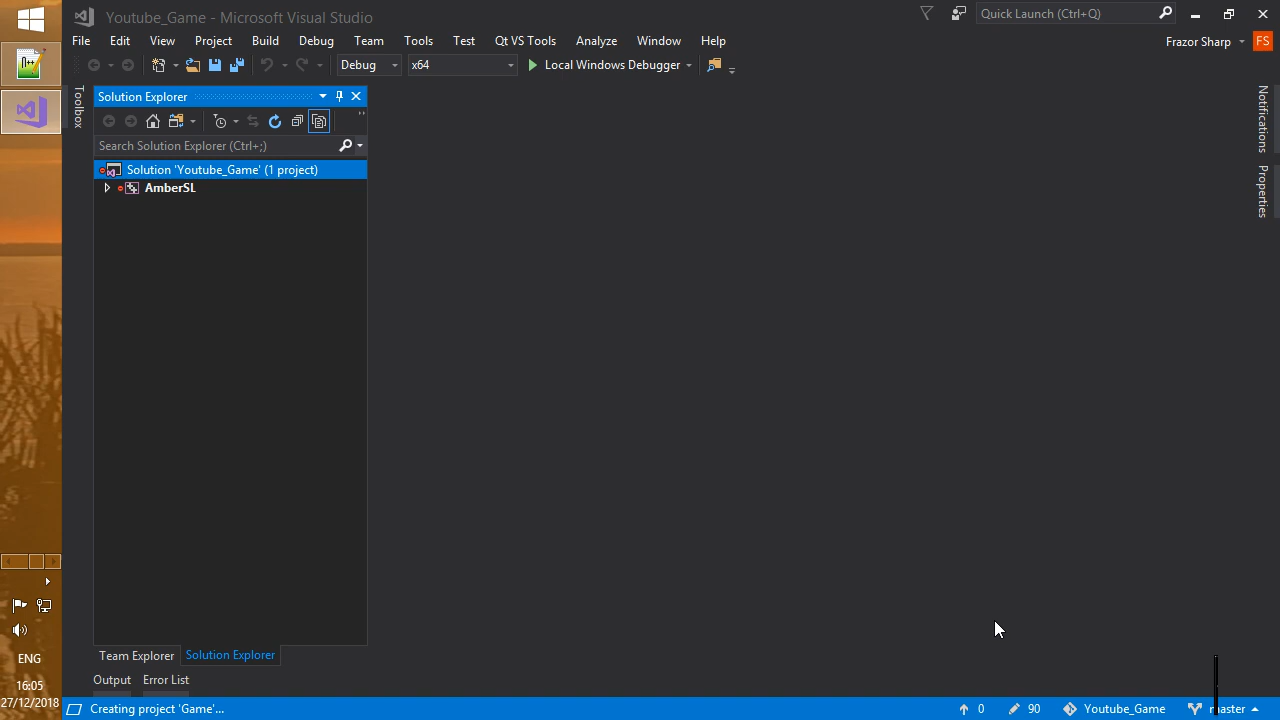 Youtube_Game - Microsoft Visual Studio
Quick Launch (Ctrl+Q)
File Edit View Project Build Debug Team Tools Test Qt VS Tools Analyze Window Help
Frazor Sharp
FS
Debug
x64
Local Windows Debugger
Toolbox
Solution Explorer
Search Solution Explorer (Ctrl+;)
Solution 'Youtube_Game' (1 project)
AmberSL
Notifications
Properties
Team Explorer
Solution Explorer
Output
Error List
ENG
16:05
27/12/2018
Creating project 'Game'...
0
90
Youtube_Game
master